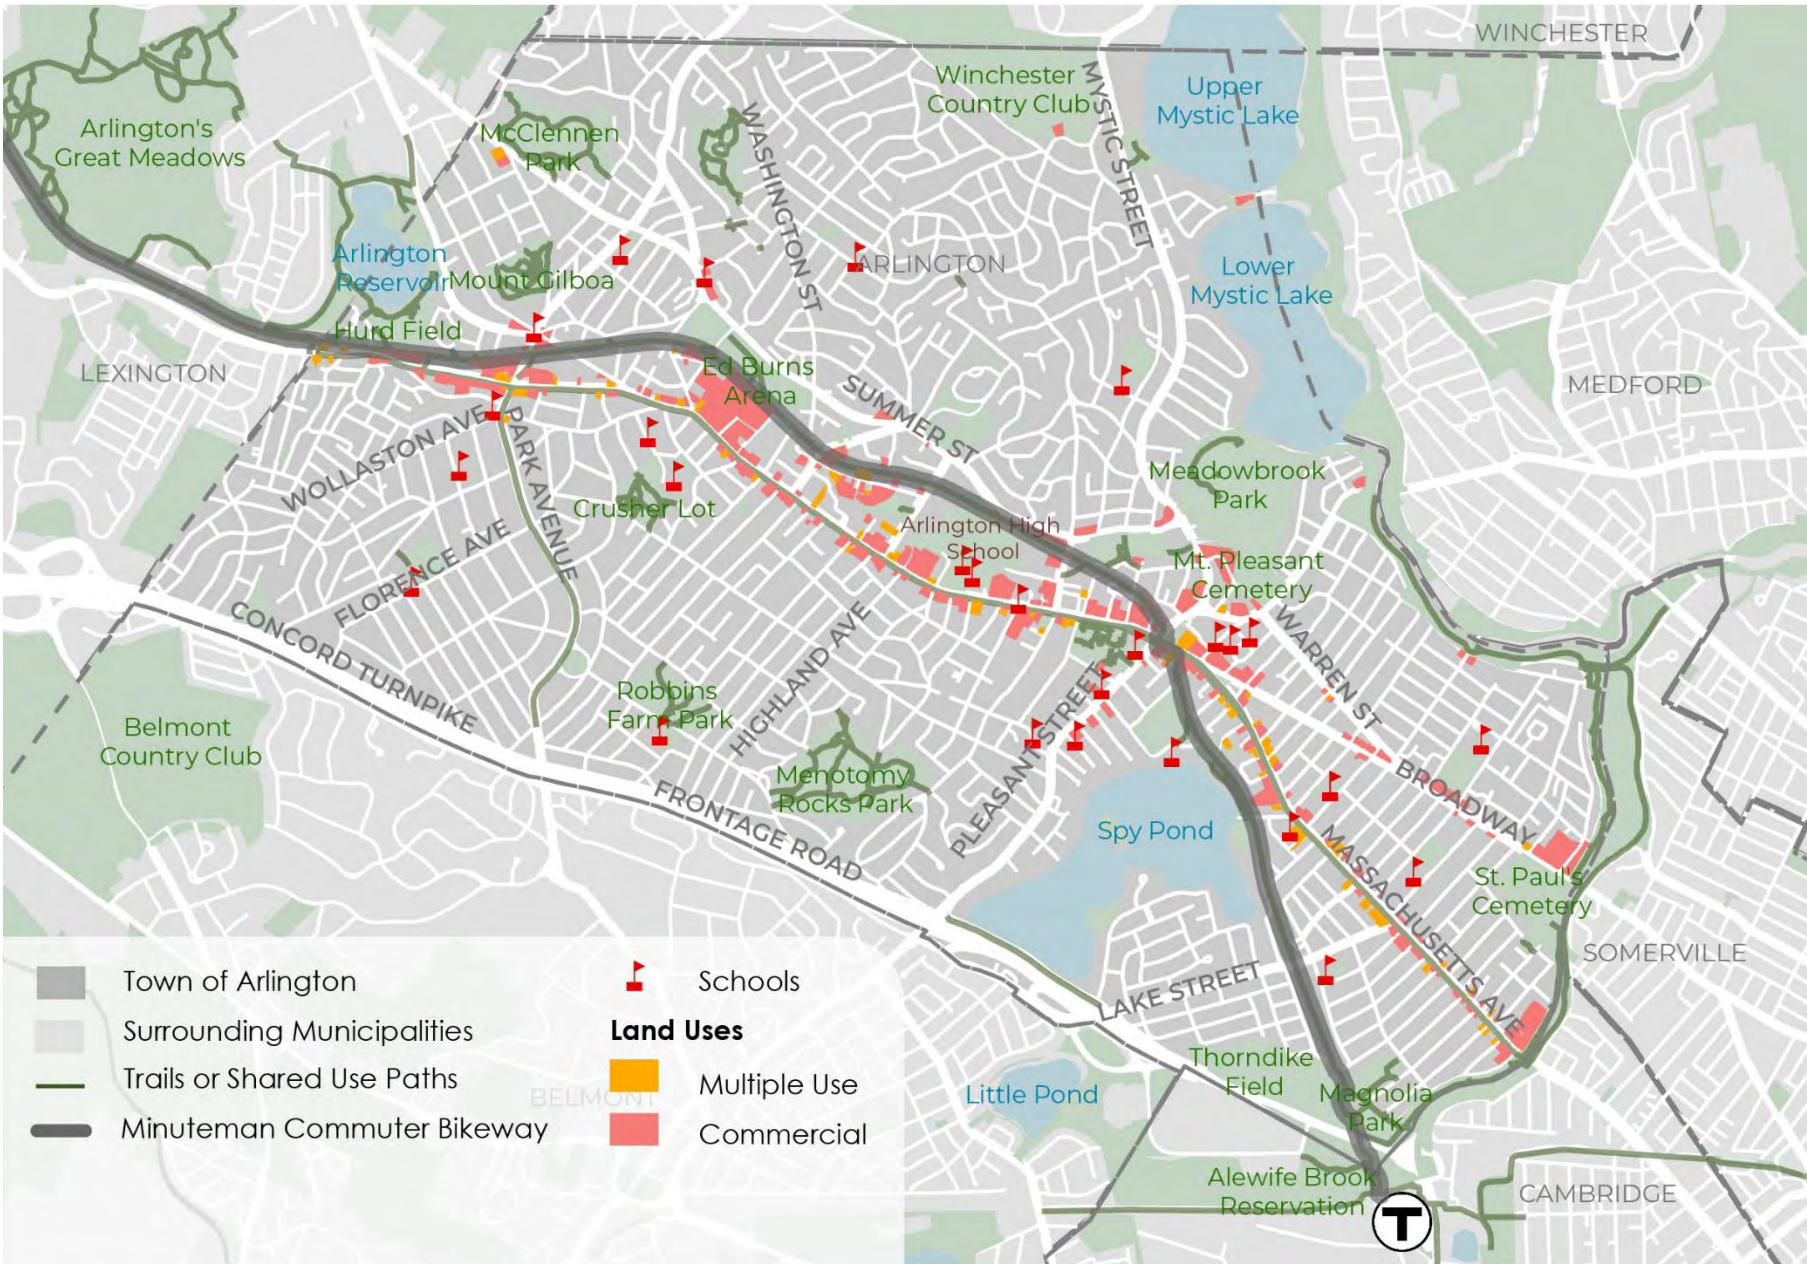 WINCHESTER
Winchester
Country Club
MYSTIC STREET
Upper
Mystic Lake
Arlington's
Great Meadows
McClennen
Park
WASHINGTON ST
Arlington
Reservoir
Mount Gilboa
ARLINGTON
Lower
Mystic Lake
Hurd Field
LEXINGTON
Ed Burns
Arena
MEDFORD
SUMMER ST
WOLLASTON AVE
PARK AVENUE
Crusher Lot
Meadowbrook
Park
Arlington High
School
FLORENCE AVE
Mt. Pleasant
Cemetery
CONCORD TURNPIKE
HIGHLAND AVE
WARREN ST
Robbins
Farm Park
PLEASANT STREET
Belmont
Country Club
Menotomy
Rocks Park
FRONTAGE ROAD
Spy Pond
BROADWAY
MASSACHUSETTS AVE
St. Paul's
Cemetery
SOMERVILLE
LAKE STREET
Thorndike
Field
Little Pond
Magnolia
Park
Alewife Brook
Reservation
CAMBRIDGE
T
Town of Arlington
Surrounding Municipalities
Trails or Shared Use Paths
Minuteman Commuter Bikeway
BELMONT
Schools
Land Uses
Multiple Use
Commercial